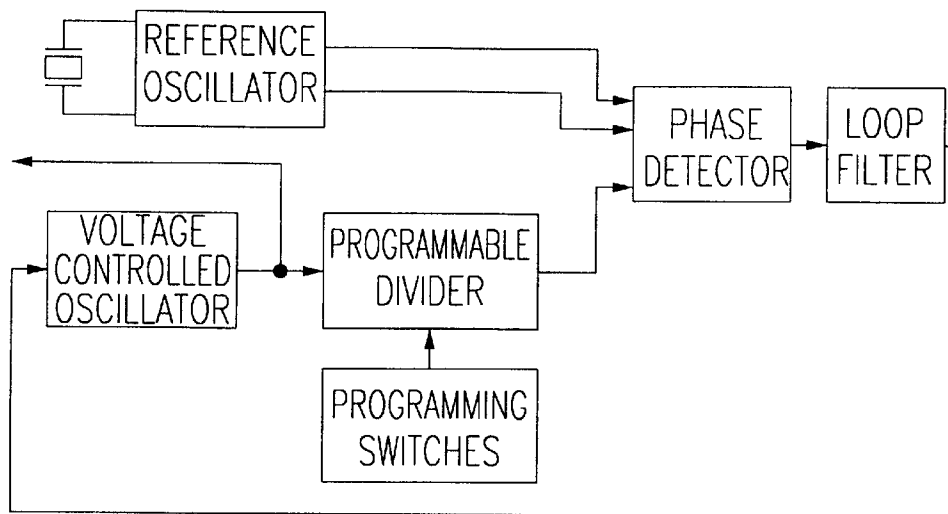 REFERENCE
OSCILLATOR
PHASE
DETECTOR
LOOP
FILTER
VOLTAGE
CONTROLLED
OSCILLATOR
PROGRAMMABLE
DIVIDER
PROGRAMMING
SWITCHES